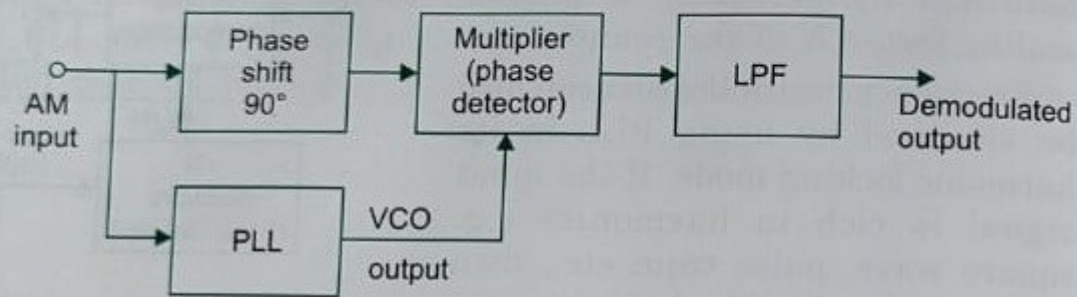 Phase
shift
90°
Multiplier
(phase
detector)
LPF
AM
input
Demodulated
output
PLL
VCO
output